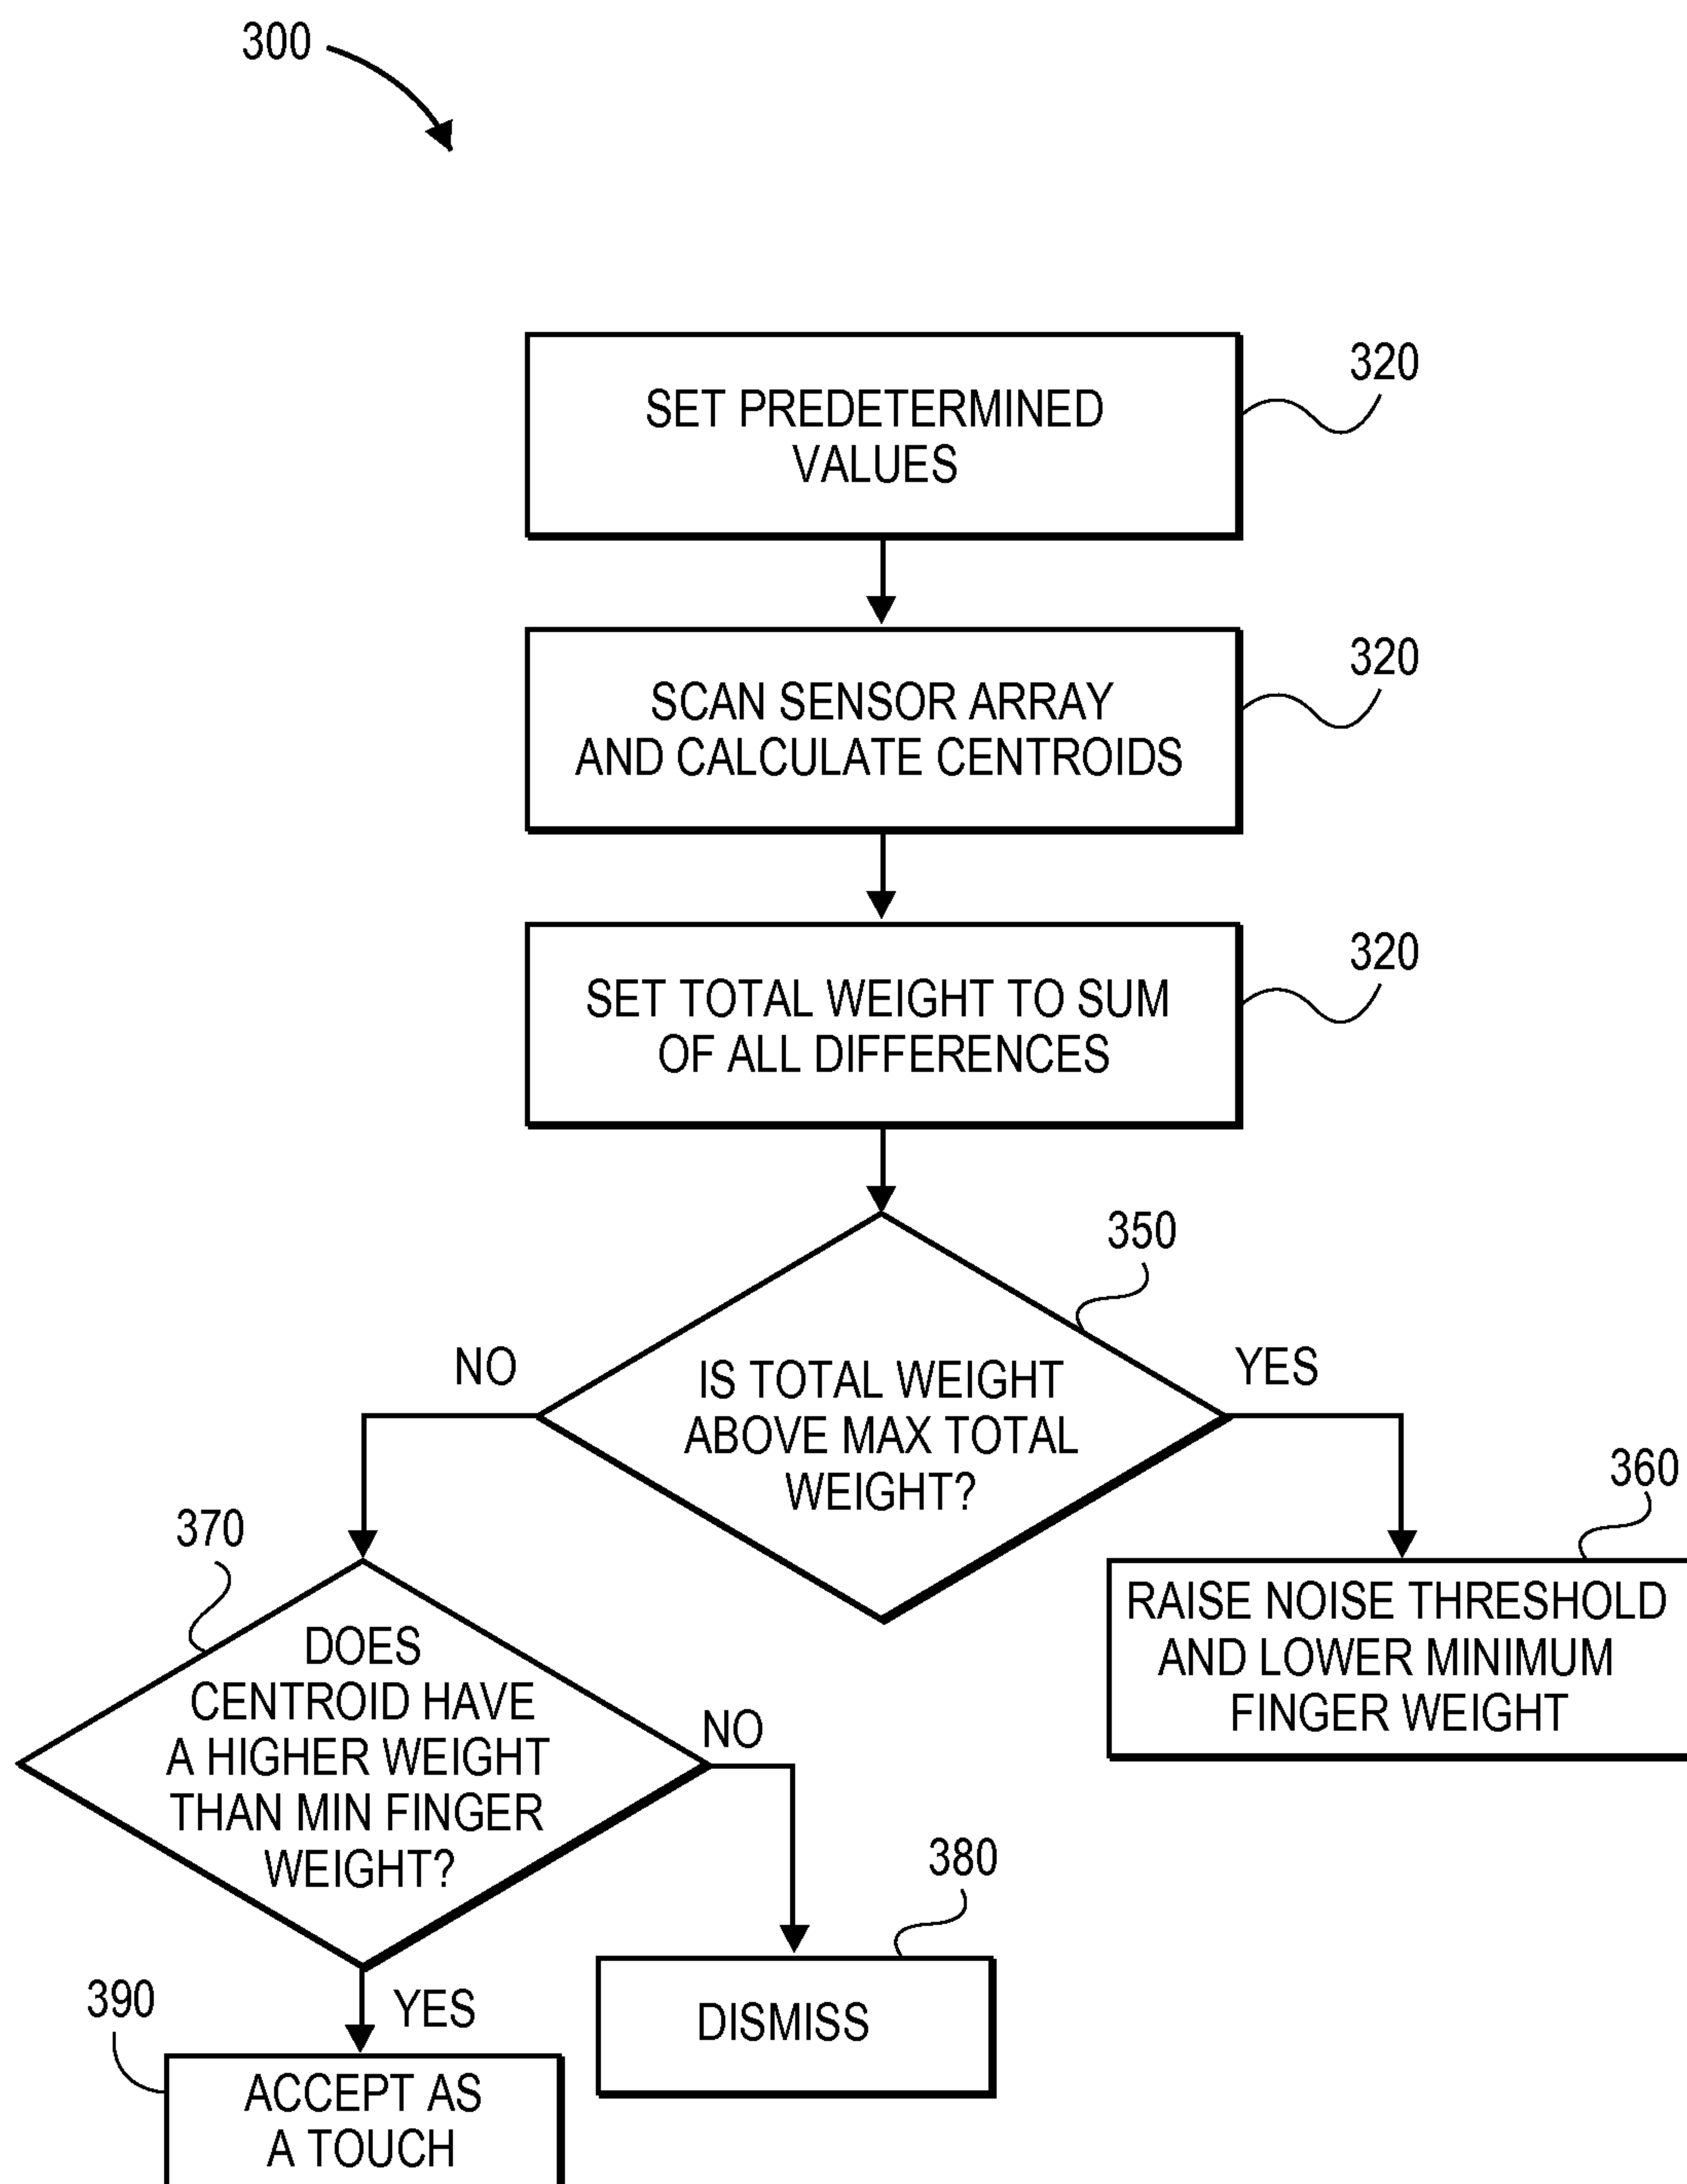 300
SET PREDETERMINED
VALUES
320
SCAN SENSOR ARRAY
AND CALCULATE CENTROIDS
320
SET TOTAL WEIGHT TO SUM
OF ALL DIFFERENCES
320
350
IS TOTAL WEIGHT
ABOVE MAX TOTAL
WEIGHT?
NO
YES
360
RAISE NOISE THRESHOLD
AND LOWER MINIMUM
FINGER WEIGHT
370
DOES
CENTROID HAVE
A HIGHER WEIGHT
THAN MIN FINGER
WEIGHT?
NO
380
DISMISS
YES
390
ACCEPT AS
A TOUCH